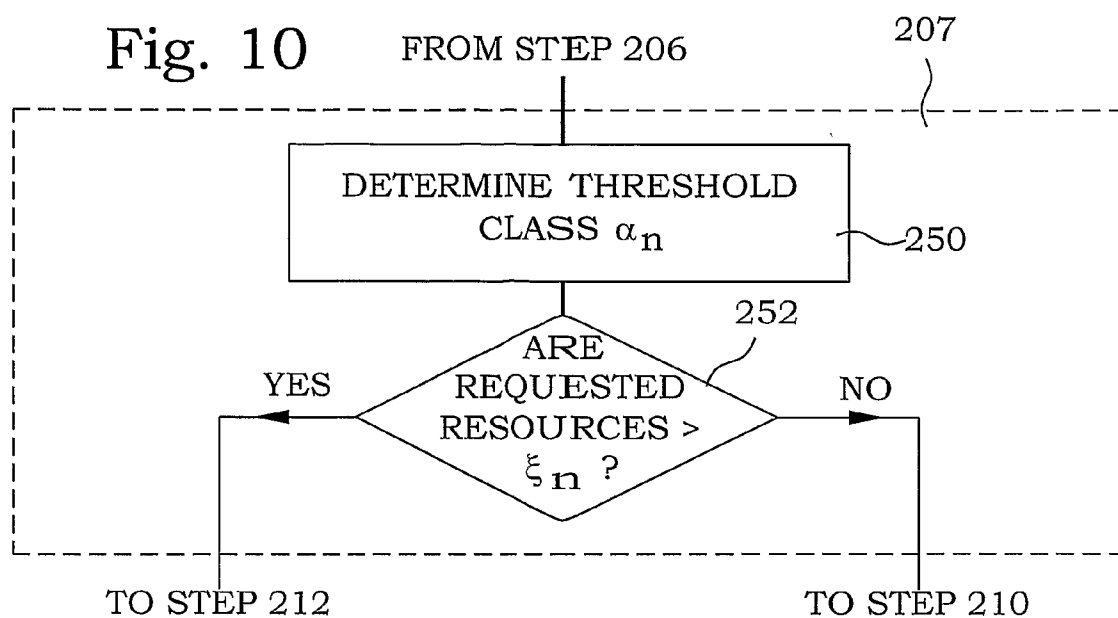 Fig. 10
FROM STEP 206
207
DETERMINE THRESHOLD
CLASS αn
250
252
ARE
REQUESTED
RESOURCES >
ξn ?
YES
NO
TO STEP 212
TO STEP 210